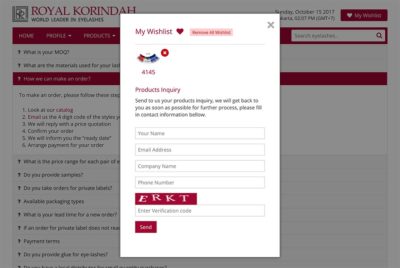 ROYAL KORINDAH
WORLD LEADER IN EYELASHES
Sunday, October 15 2017
Jakarta, 02:07 PM (GMT+7)
My Wishlist
HOME
PROFILE
PRODUCTS
Search eyelashes..
? What is your MOQ?
? What are the materials used for your las
? How can we make an order?
To make an order, please follow these step
1. Look at our catalog
2. Email us the 4 digit code of the styles yo
3. We will reply with a price quotation
4. Confirm your order
5. We will inform you the "ready date"
6. Arrange payment for your order
? What is the price range for each pair of e
? Do you provide samples?
? Do you take orders for private labels?
? Available packaging types
? What is your lead time for a new order?
? If an order for private label does not reac
? Payment terms
? Do you provide glue for eye-lashes?
My Wishlist
Remove All Wishlist
4145
Products Inquiry
Send to us your products inquiry, we will get back to
you as soon as possible for further process, please fill
in contact information bellow.
Your Name
Email Address
Company Name
Phone Number
ERKT
Enter Verification code
Send